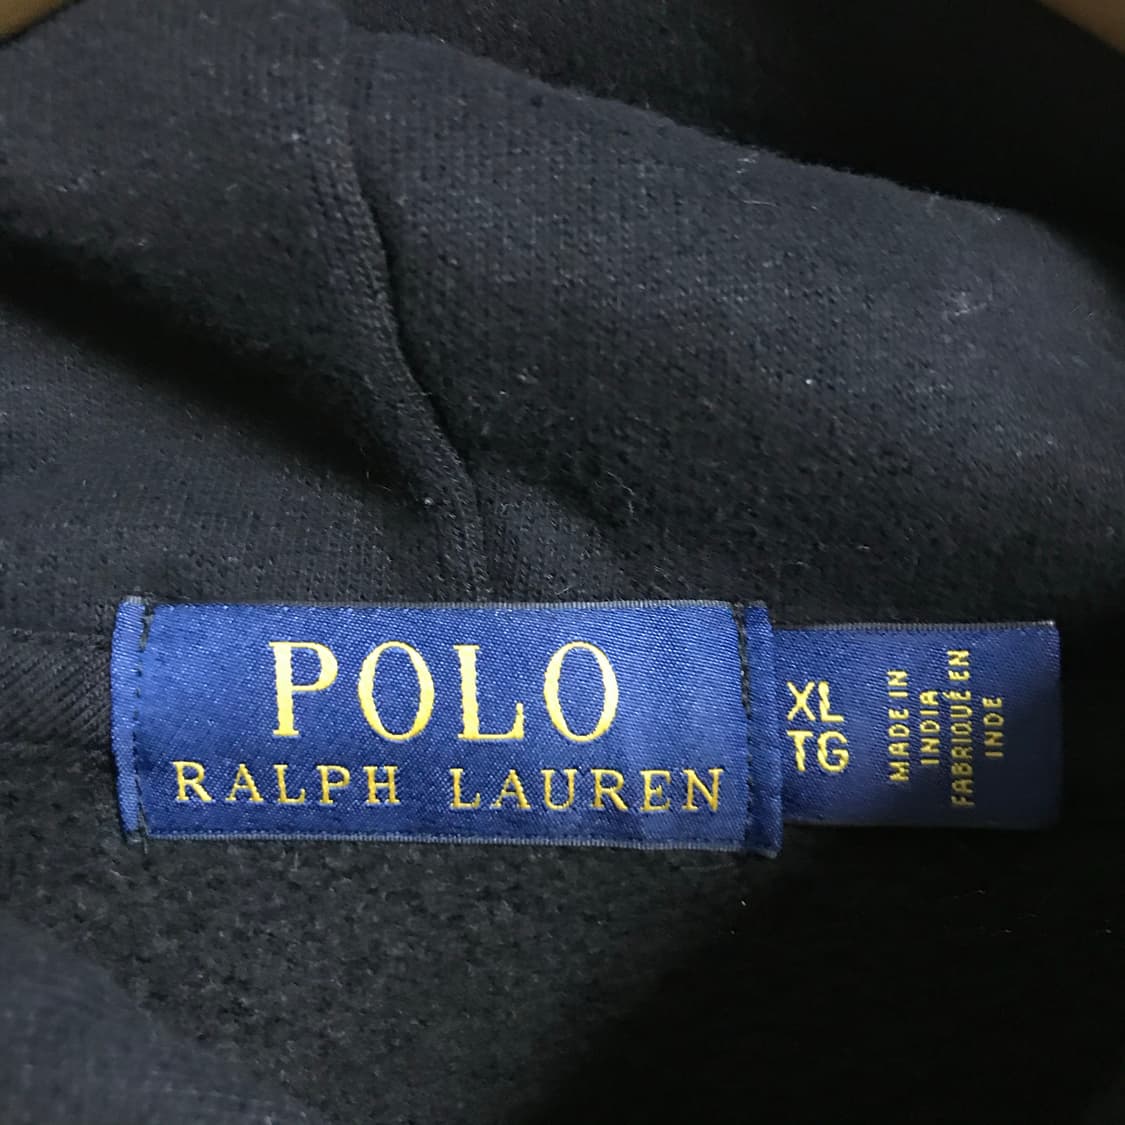 POLO
RALPH LAUREN
XL
TG
MADE IN
INDIA
FABRIQUÉ EN
INDE